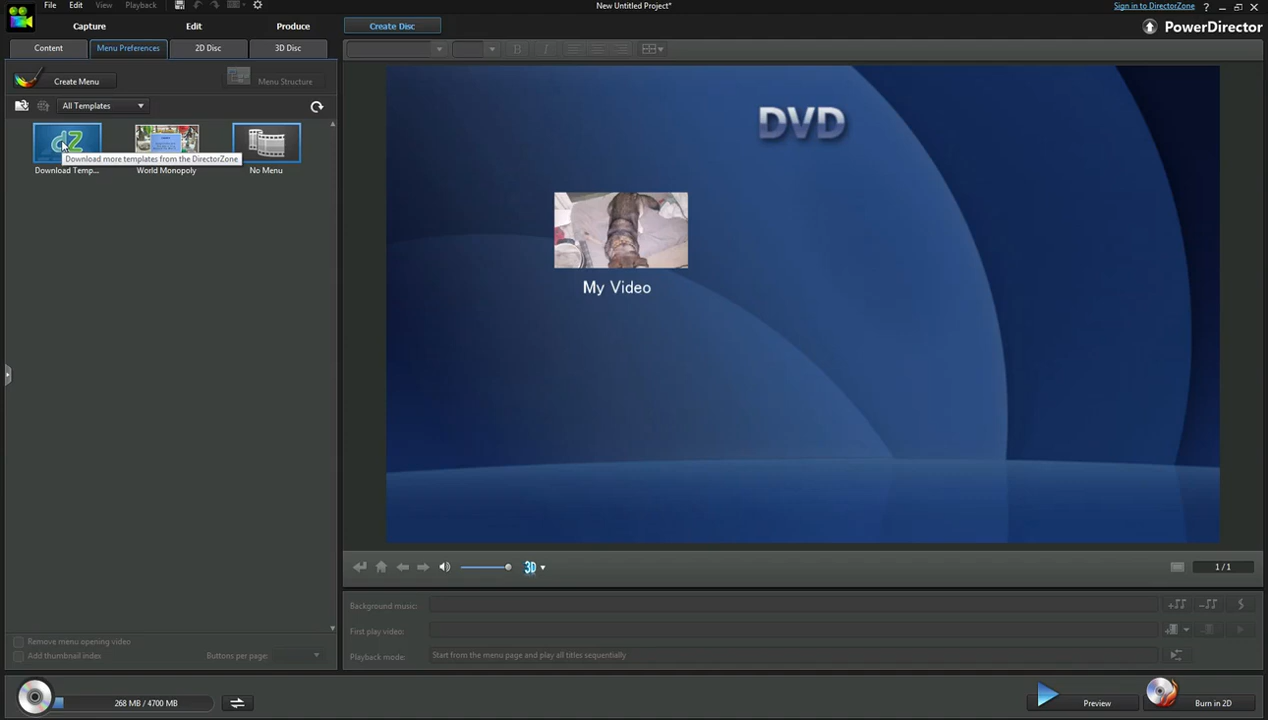 File Edit View Playback
New Untitled Project*
Sign in to DirectorZone ?
Capture Edit Produce Create Disc
PowerDirector
Content Menu Preferences 2D Disc 3D Disc
B I
Create Menu Menu Structure
All Templates
DVD
dZ
Download more templates from the DirectorZone
Download Temp... World Monopoly No Menu
My Video
3D 1 / 1
Background music:
First play video:
Remove menu opening video
Add thumbnail index Buttons per page:
Playback mode: Start from the menu page and play all titles sequentially
268 MB / 4700 MB
Preview Burn in 2D